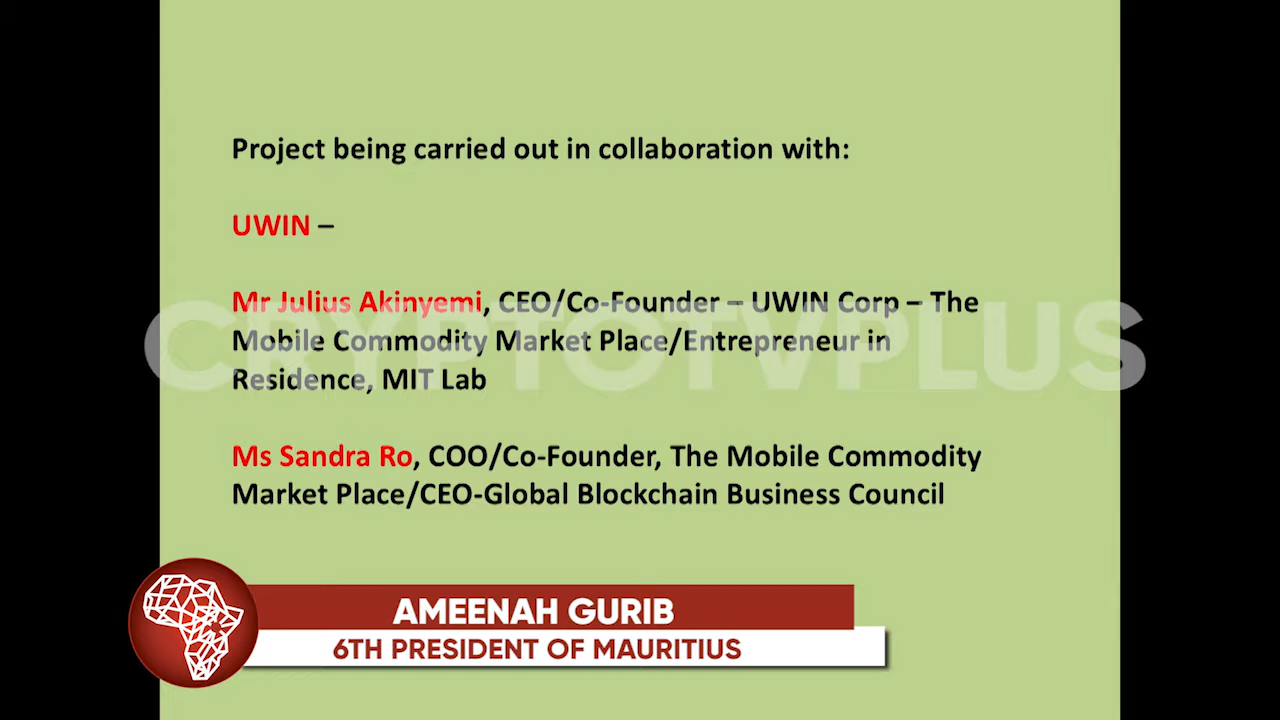 Project being carried out in collaboration with:
UWIN –
Mr Julius Akinyemi, CEO/Co-Founder – UWIN Corp – The
Mobile Commodity Market Place/Entrepreneur in
Residence, MIT Lab
CRYPTOTVPLUS
Ms Sandra Ro, COO/Co-Founder, The Mobile Commodity
Market Place/CEO-Global Blockchain Business Council
AMEENAH GURIB
6TH PRESIDENT OF MAURITIUS